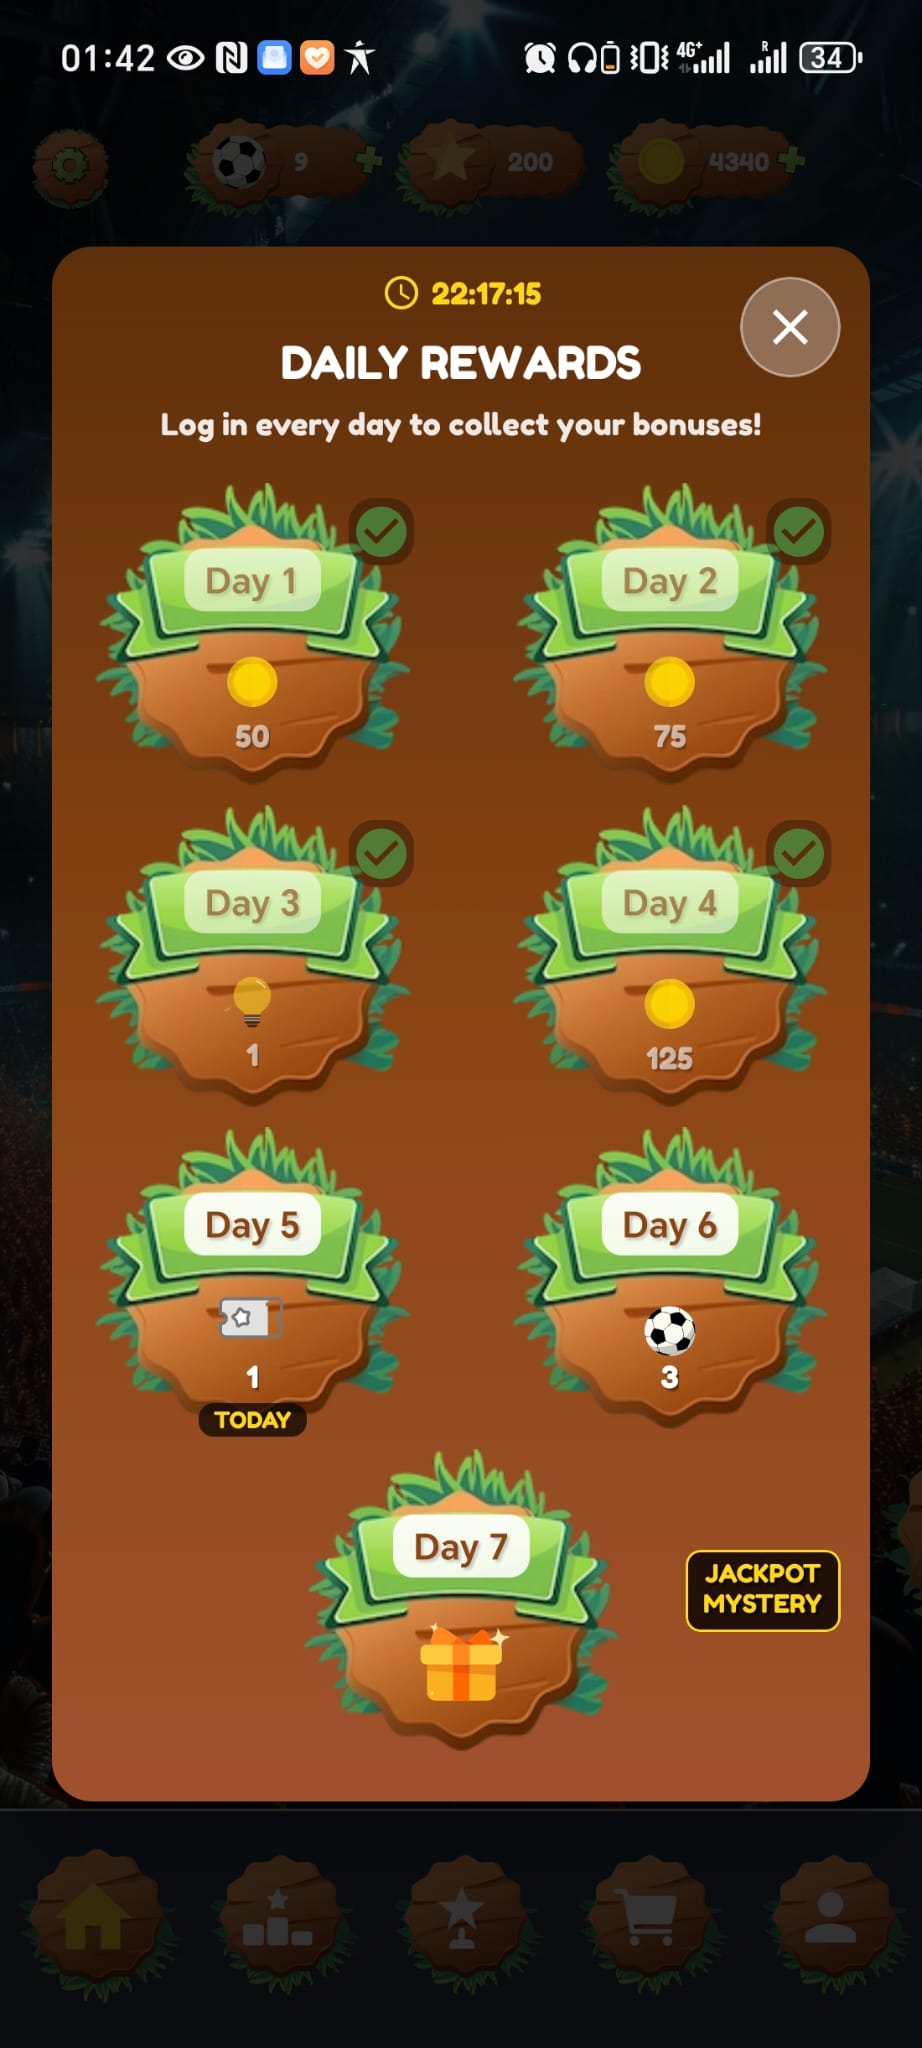 01:42
4G+
R
34
9
200
4340
22:17:15
DAILY REWARDS
Log in every day to collect your bonuses!
Day 1
50
Day 2
75
Day 3
1
Day 4
125
Day 5
1
TODAY
Day 6
3
Day 7
JACKPOT
MYSTERY